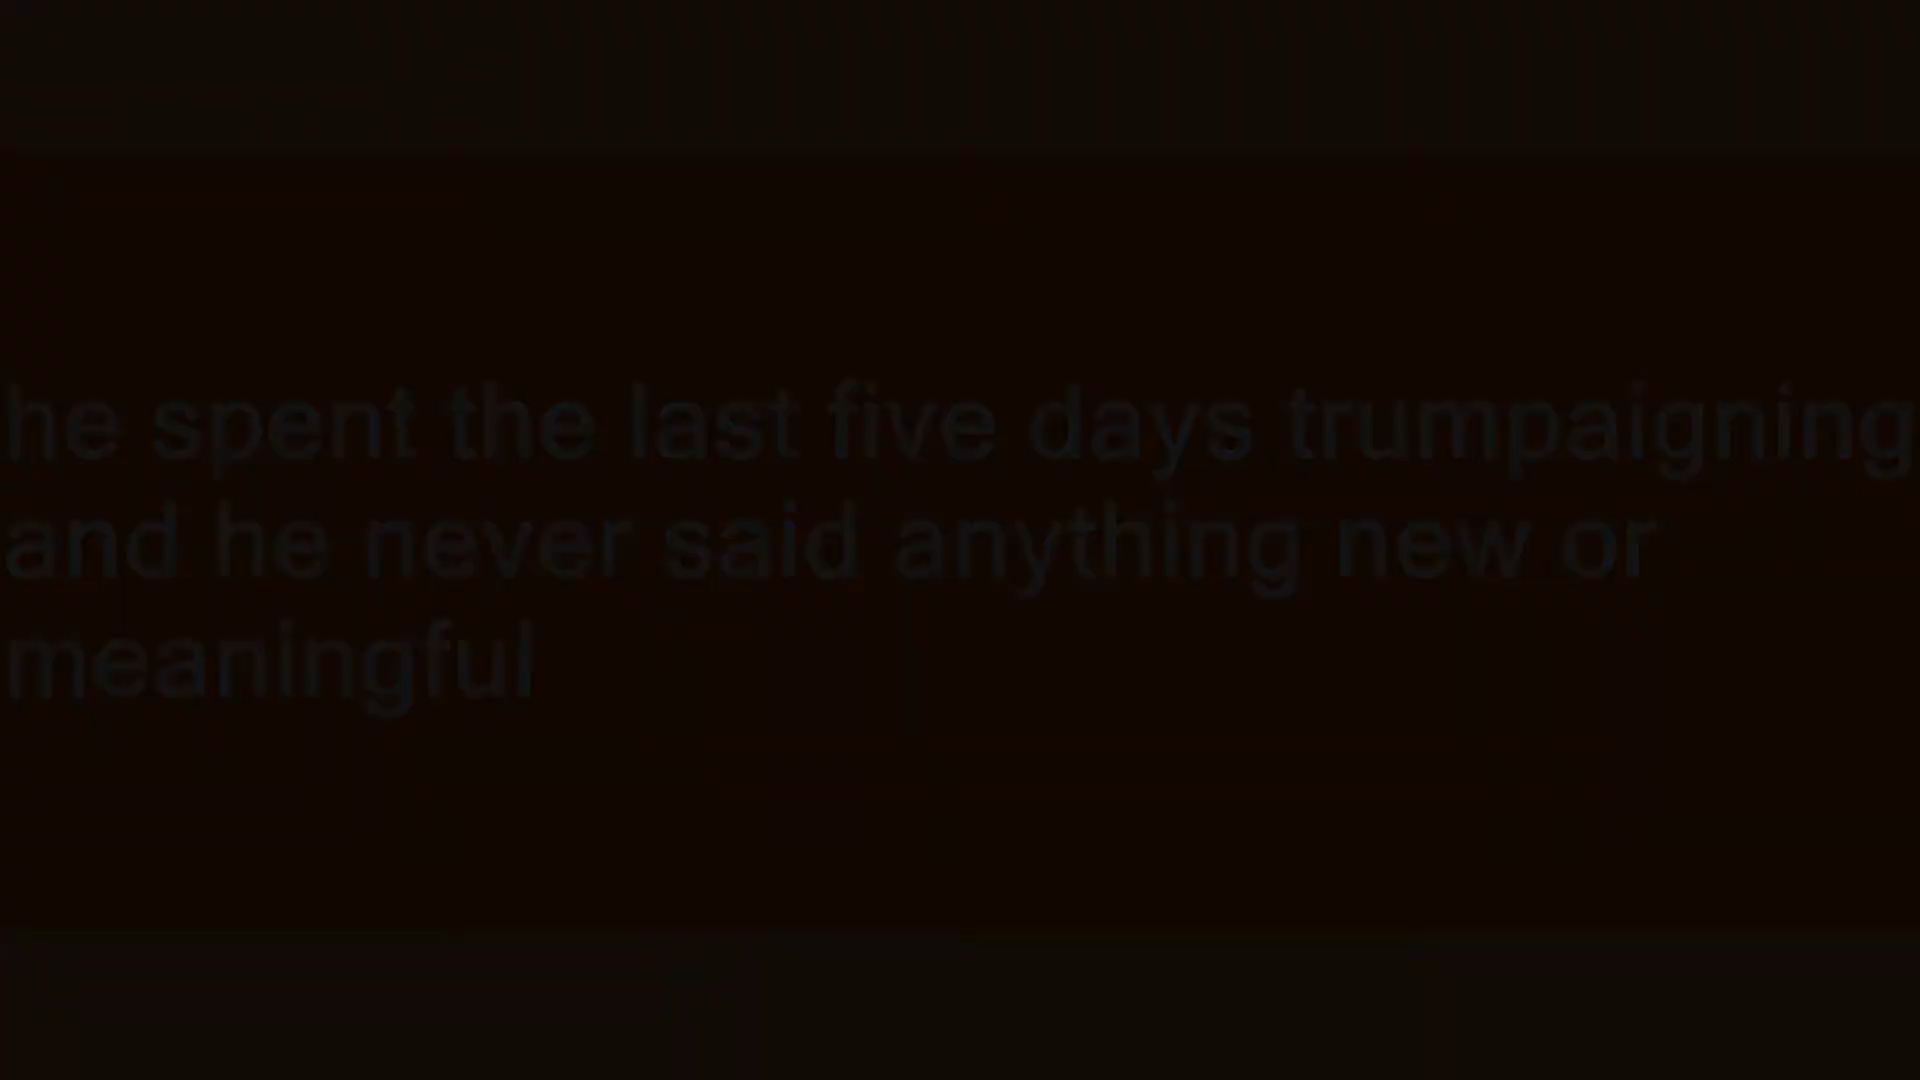 he spent the last five days trumpaigning
and he never said anything new or
meaningful